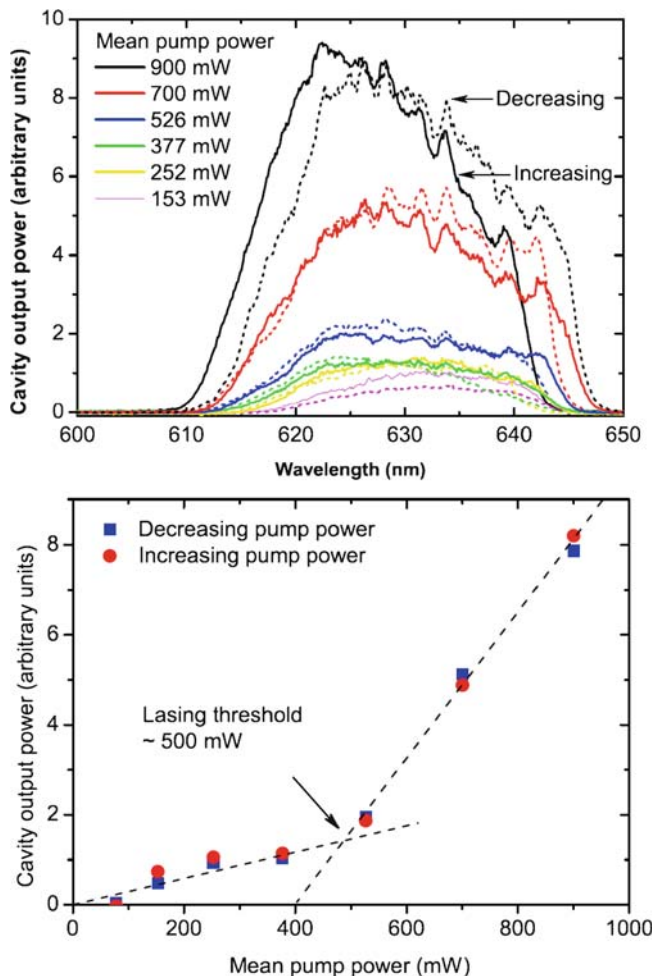 10
8
6
4
2
0
Cavity output power (arbitrary units)
Mean pump power
900 mW
700 mW
526 mW
377 mW
252 mW
153 mW
Decreasing
Increasing
600 610 620 630 640 650
Wavelength (nm)
8
6
4
2
0
Cavity output power (arbitrary units)
Decreasing pump power
Increasing pump power
Lasing threshold
~ 500 mW
0 200 400 600 800 1000
Mean pump power (mW)